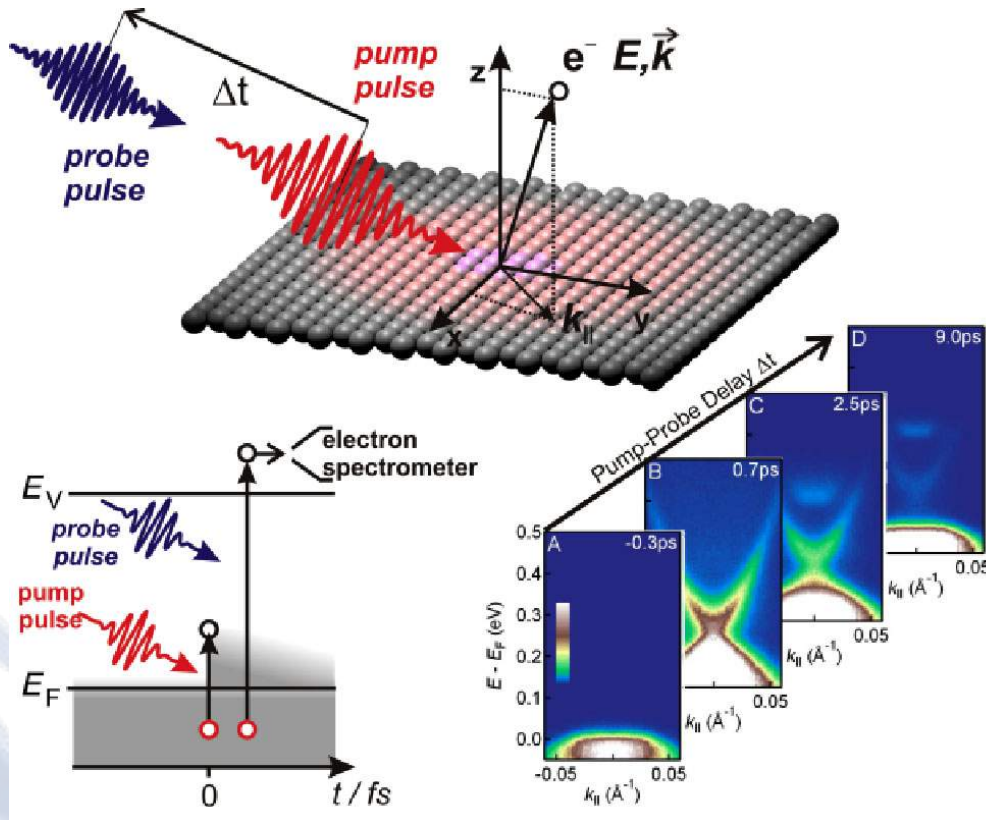 pump
pulse
Δt
probe
pulse
z
e⁻ E,k⃗
x
k||
y
Pump-Probe Delay Δt
D 9.0ps
C 2.5ps
B 0.7ps
A -0.3ps
electron
spectrometer
E_V
probe
pulse
pump
pulse
E_F
0
t / fs
E - E_F (eV)
0.5
0.4
0.3
0.2
0.1
0.0
-0.05 0.05
k|| (Å⁻¹)
0.05
k|| (Å⁻¹)
0.05
k|| (Å⁻¹)
0.05
k|| (Å⁻¹)